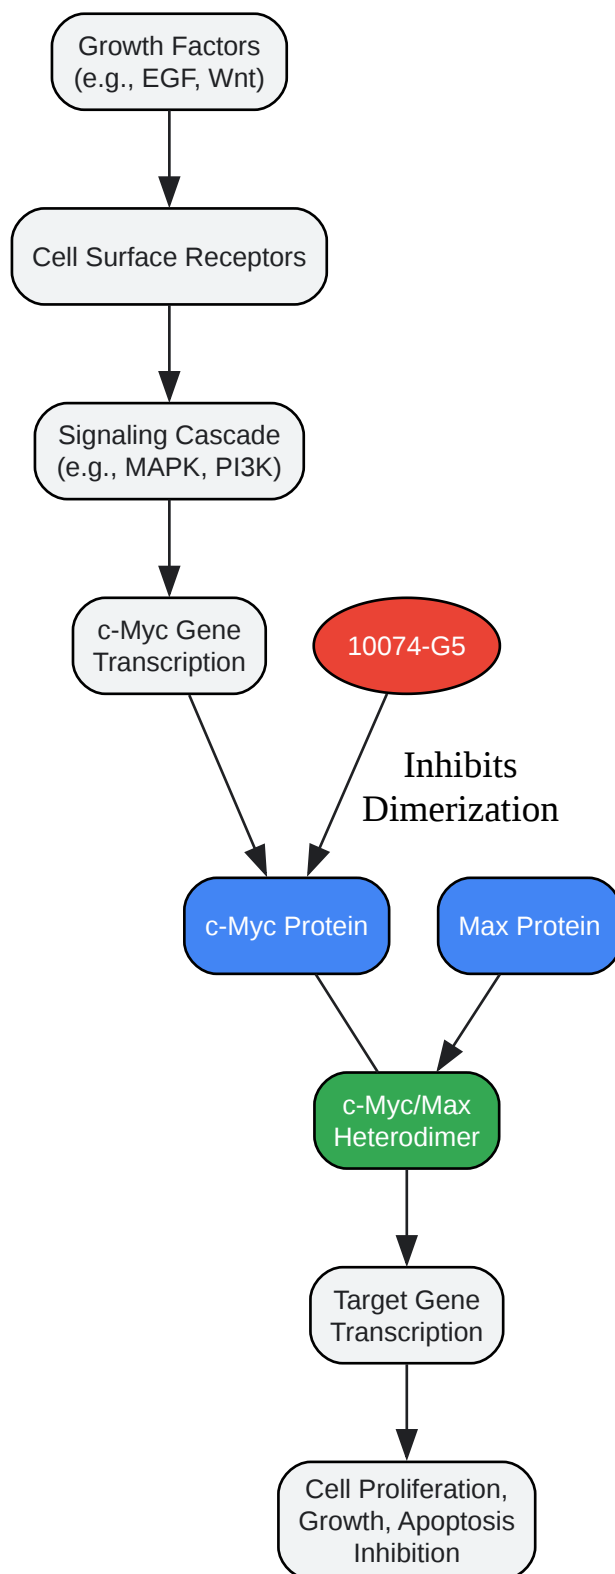 Growth Factors
(e.g., EGF, Wnt)
Cell Surface Receptors
Signaling Cascade
(e.g., MAPK, PI3K)
c-Myc Gene
Transcription
10074-G5
Inhibits
Dimerization
c-Myc Protein
Max Protein
c-Myc/Max
Heterodimer
Target Gene
Transcription
Cell Proliferation,
Growth, Apoptosis
Inhibition